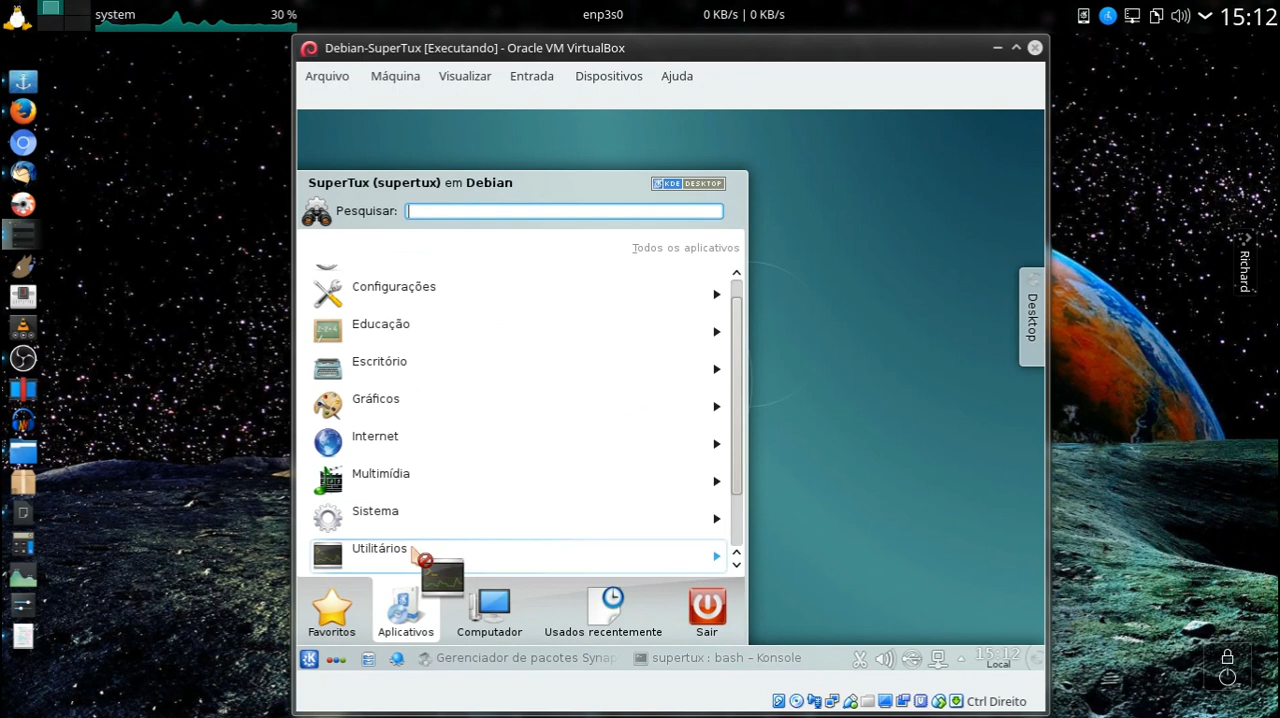 system
30 %
enp3s0
0 KB/s | 0 KB/s
15:12
Debian-SuperTux [Executando] - Oracle VM VirtualBox
Arquivo Máquina Visualizar Entrada Dispositivos Ajuda
SuperTux (supertux) em Debian
KDE DESKTOP
Pesquisar:
Todos os aplicativos
Configurações
Educação
Escritório
Gráficos
Internet
Multimídia
Sistema
Utilitários
Favoritos Aplicativos Computador Usados recentemente Sair
Gerenciador de pacotes Synap
supertux : bash – Konsole
15:12
Local
Ctrl Direito
Desktop
Richard